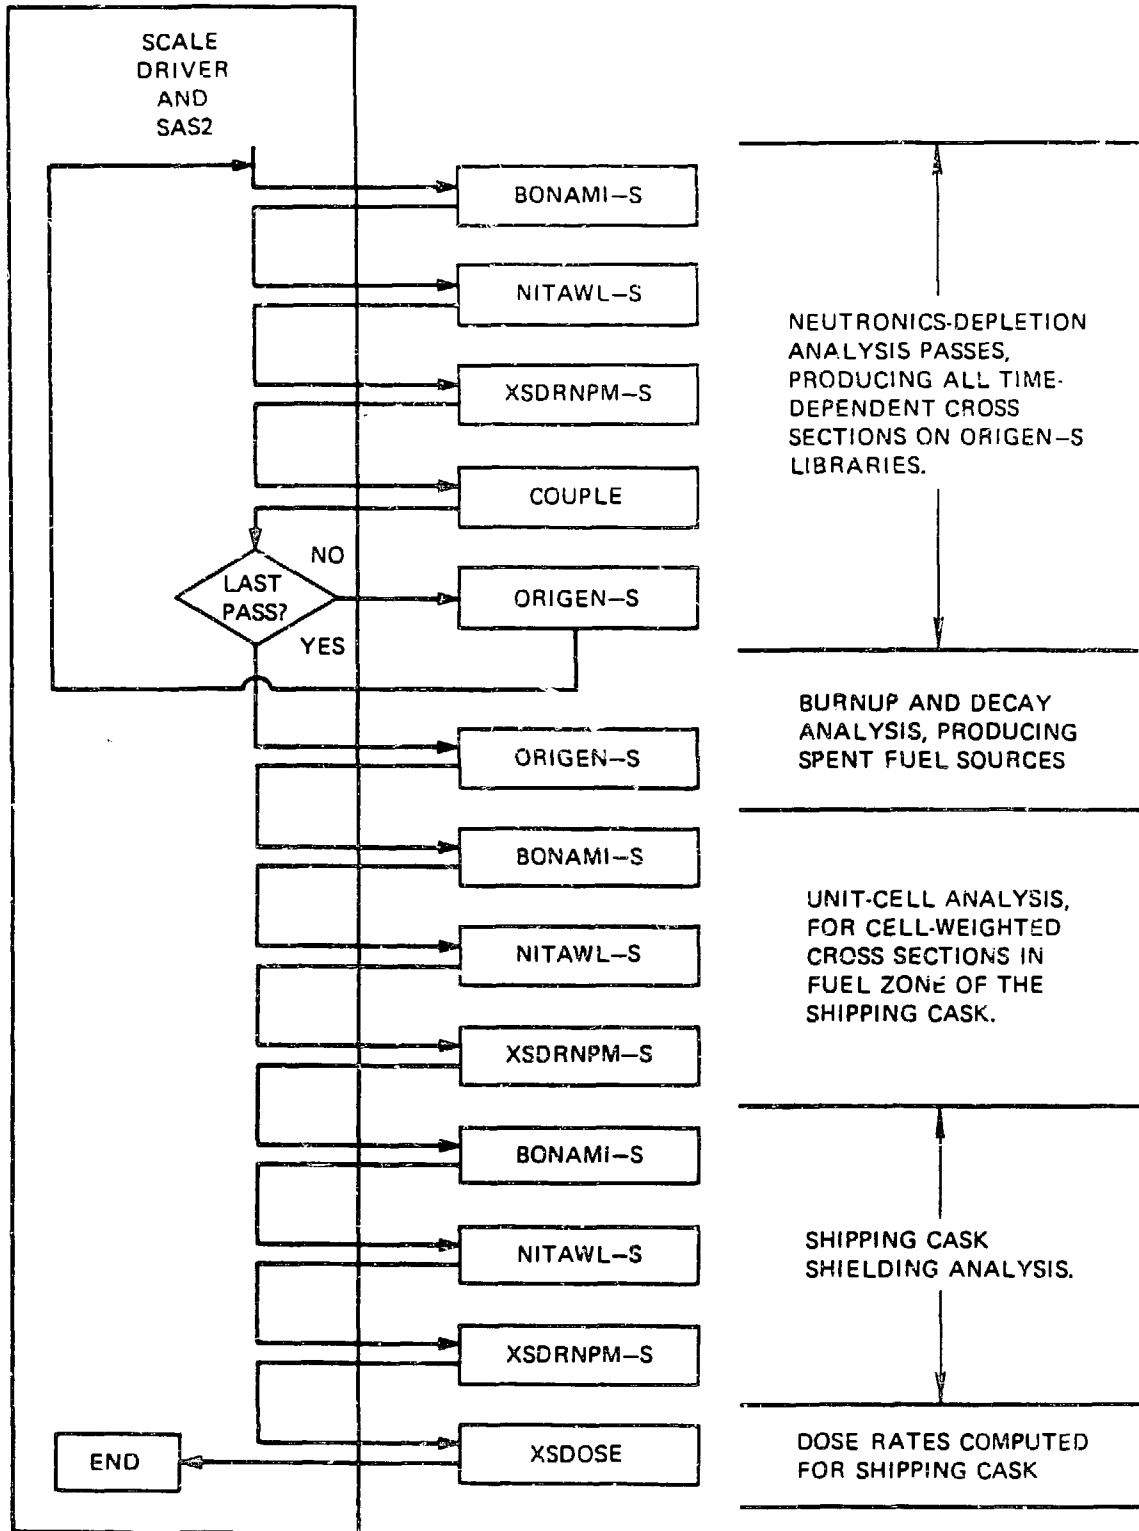 SCALE
DRIVER
AND
SAS2
BONAMI–S
NITAWL–S
XSDRNPM–S
COUPLE
NO
LAST
PASS?
ORIGEN–S
YES
ORIGEN–S
BONAMI–S
NITAWL–S
XSDRNPM–S
BONAMI–S
NITAWL–S
XSDRNPM–S
XSDOSE
END
NEUTRONICS-DEPLETION
ANALYSIS PASSES,
PRODUCING ALL TIME-
DEPENDENT CROSS
SECTIONS ON ORIGEN–S
LIBRARIES.
BURNUP AND DECAY
ANALYSIS, PRODUCING
SPENT FUEL SOURCES
UNIT-CELL ANALYSIS,
FOR CELL-WEIGHTED
CROSS SECTIONS IN
FUEL ZONE OF THE
SHIPPING CASK.
SHIPPING CASK
SHIELDING ANALYSIS.
DOSE RATES COMPUTED
FOR SHIPPING CASK